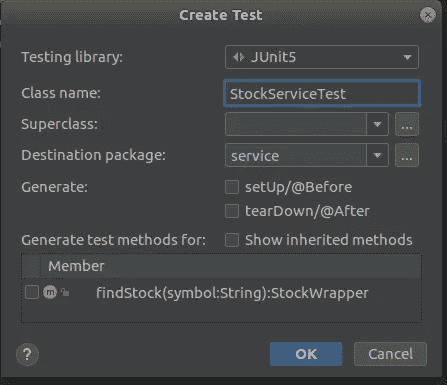 Create Test
Testing library: JUnit5
Class name: StockServiceTest
Superclass: ...
Destination package: service ...
Generate: setUp/@Before
tearDown/@After
Generate test methods for: Show inherited methods
Member
m findStock(symbol:String):StockWrapper
? OK Cancel